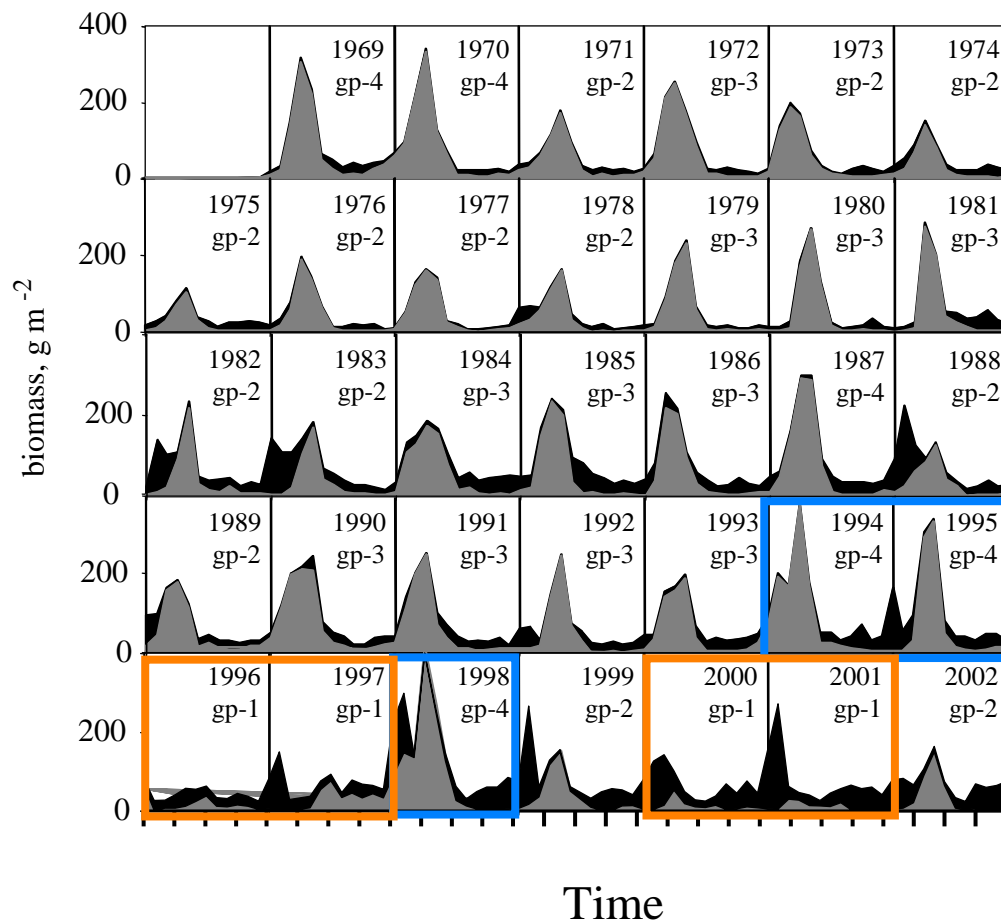 400
200
0
1969
gp-4
1970
gp-4
1971
gp-2
1972
gp-3
1973
gp-2
1974
gp-2
200
0
1975
gp-2
1976
gp-2
1977
gp-2
1978
gp-2
1979
gp-3
1980
gp-3
1981
gp-3
biomass, g m -2
200
0
1982
gp-2
1983
gp-2
1984
gp-3
1985
gp-3
1986
gp-3
1987
gp-4
1988
gp-2
200
0
1989
gp-2
1990
gp-3
1991
gp-3
1992
gp-3
1993
gp-3
1994
gp-4
1995
gp-4
200
0
1996
gp-1
1997
gp-1
1998
gp-4
1999
gp-2
2000
gp-1
2001
gp-1
2002
gp-2
Time